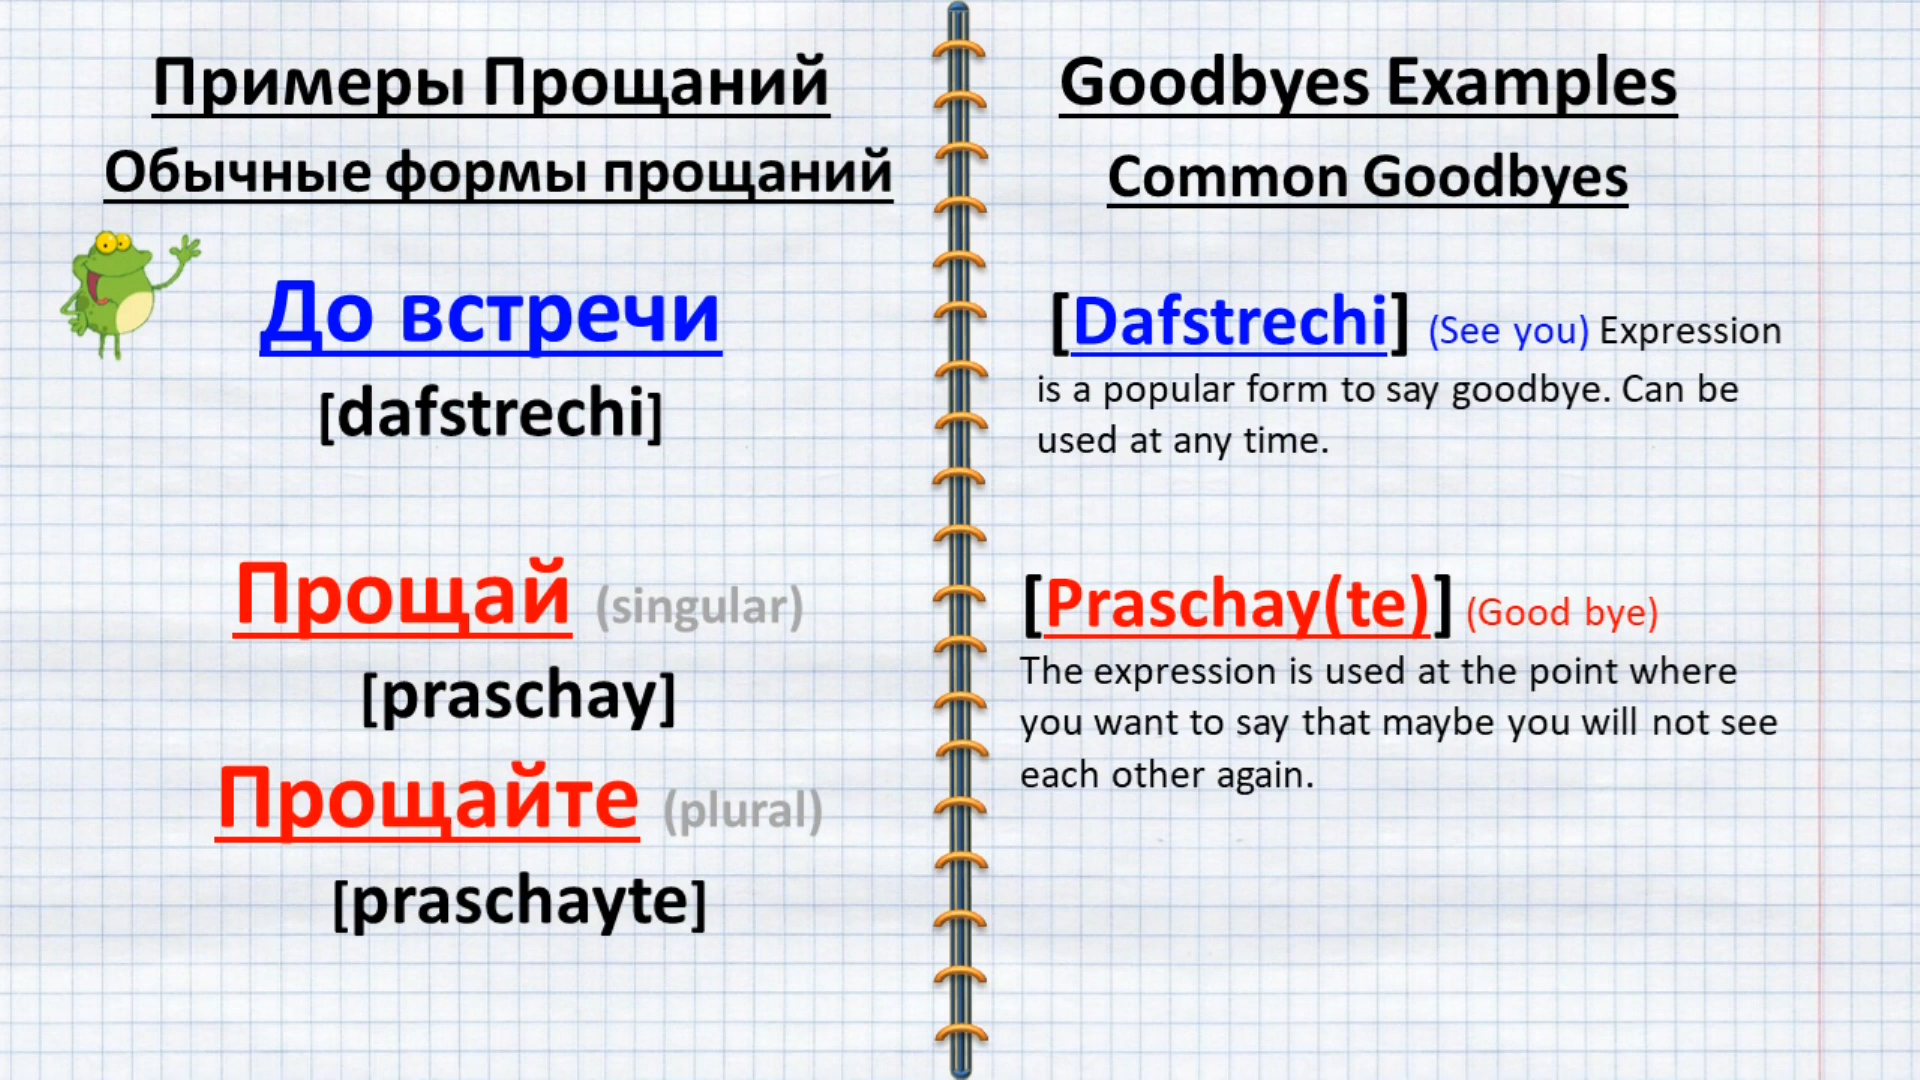 Примеры Прощаний
Обычные формы прощаний
До встречи
[dafstrechi]
Прощай (singular)
[praschay]
Прощайте (plural)
[praschayte]
Goodbyes Examples
Common Goodbyes
[Dafstrechi] (See you) Expression
is a popular form to say goodbye. Can be
used at any time.
[Praschay(te)] (Good bye)
The expression is used at the point where
you want to say that maybe you will not see
each other again.